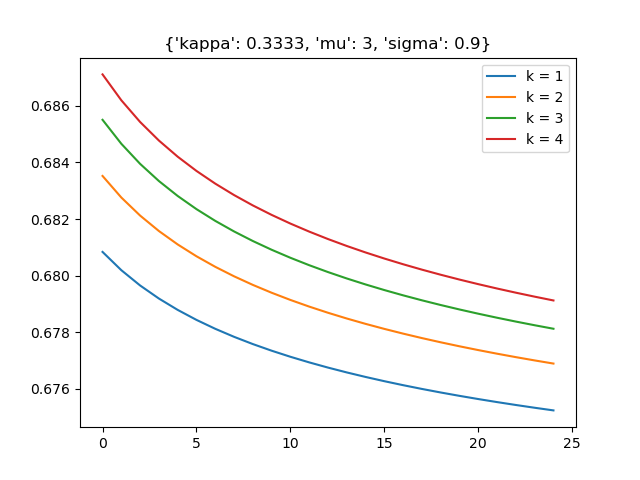 {'kappa': 0.3333, 'mu': 3, 'sigma': 0.9}
k = 1
k = 2
k = 3
k = 4
0.686
0.684
0.682
0.680
0.678
0.676
0 5 10 15 20 25